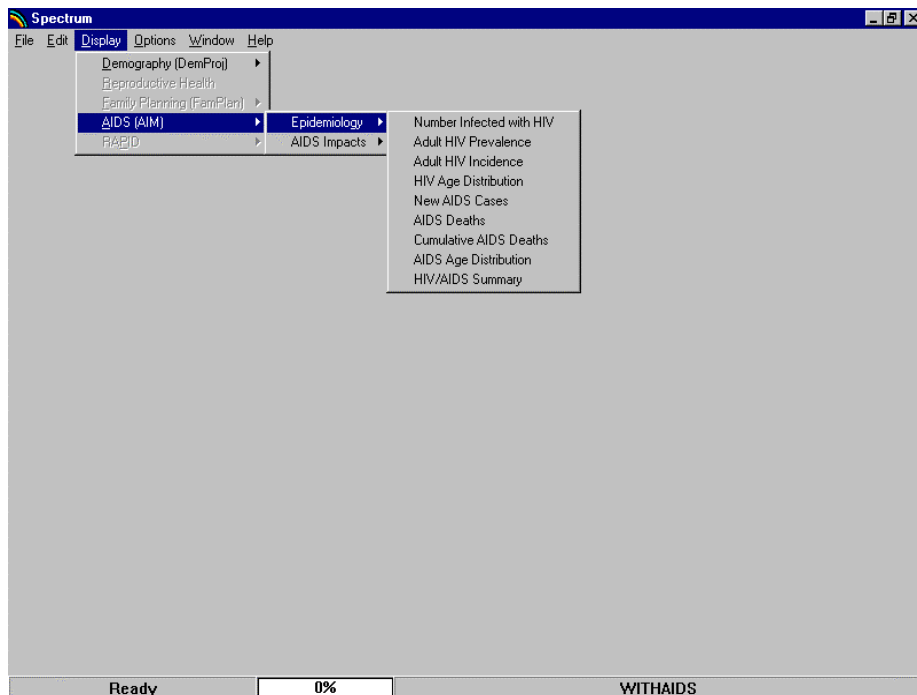 Spectrum
File Edit Display Options Window Help
Demography (DemProj)
Reproductive Health
Family Planning (FamPlan)
AIDS (AIM)
RAPID
Epidemiology
AIDS Impacts
Number Infected with HIV
Adult HIV Prevalence
Adult HIV Incidence
HIV Age Distribution
New AIDS Cases
AIDS Deaths
Cumulative AIDS Deaths
AIDS Age Distribution
HIV/AIDS Summary
Ready 0% WITHAIDS